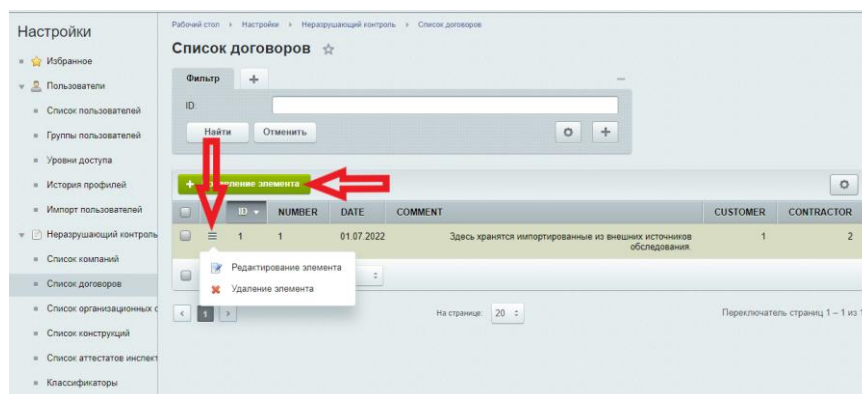 Настройки
Избранное
Пользователи
Список пользователей
Группы пользователей
Уровни доступа
История профилей
Импорт пользователей
Неразрушающий контроль
Список компаний
Список договоров
Список организационных с
Список конструкций
Список аттестатов инспект
Классификаторы
Рабочий стол › Настройки › Неразрушающий контроль › Список договоров
Список договоров
Фильтр +
ID:
Найти Отменить
+ элемента
ID NUMBER DATE COMMENT CUSTOMER CONTRACTOR
1 1 01.07.2022 Здесь хранятся импортированные из внешних источников 1 2
обследования.
Редактирование элемента
Удаление элемента
1
На странице: 20
Переключатель страниц 1 – 1 из 1